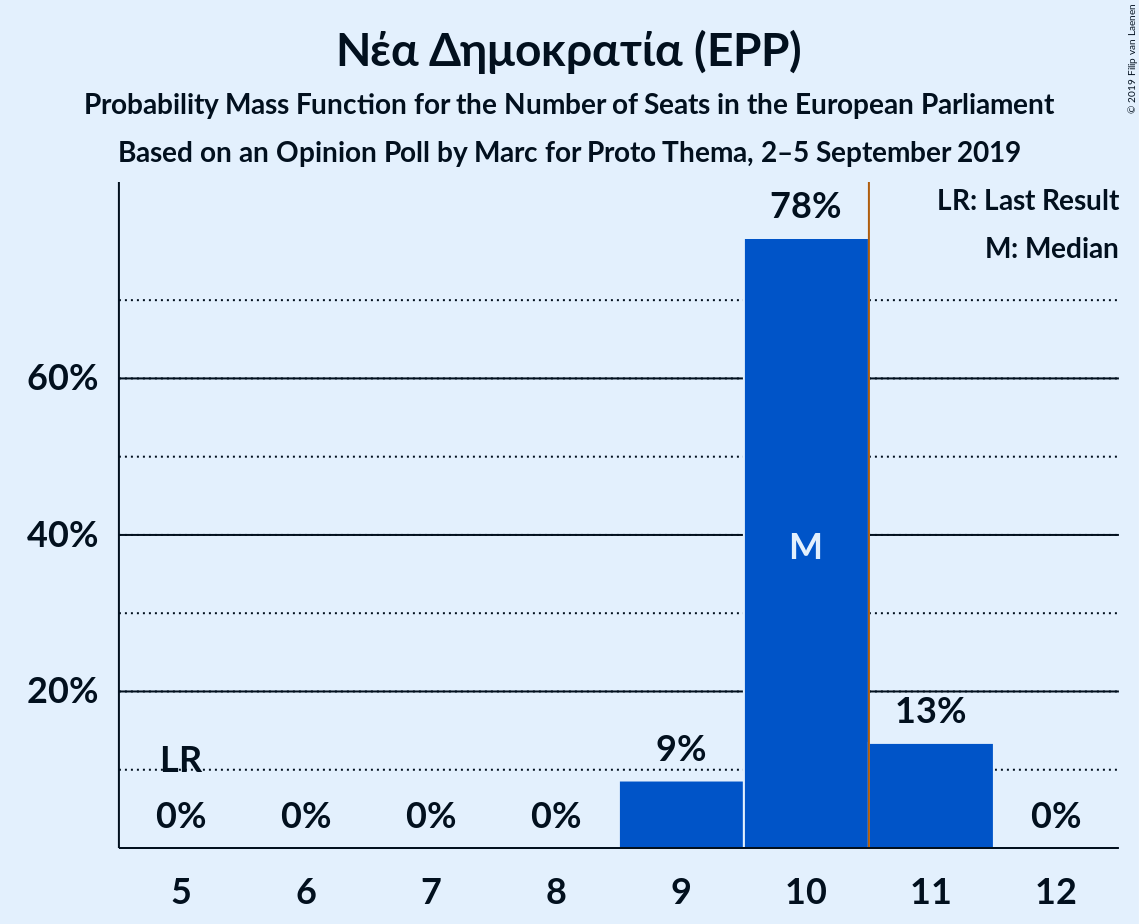 Νέα Δημοκρατία (EPP)
Probability Mass Function for the Number of Seats in the European Parliament
Based on an Opinion Poll by Marc for Proto Thema, 2–5 September 2019
© 2019 Filip van Laenen
LR: Last Result
M: Median
78%
60%
40%
M
20%
13%
9%
LR
0% 0% 0% 0% 0%
5 6 7 8 9 10 11 12